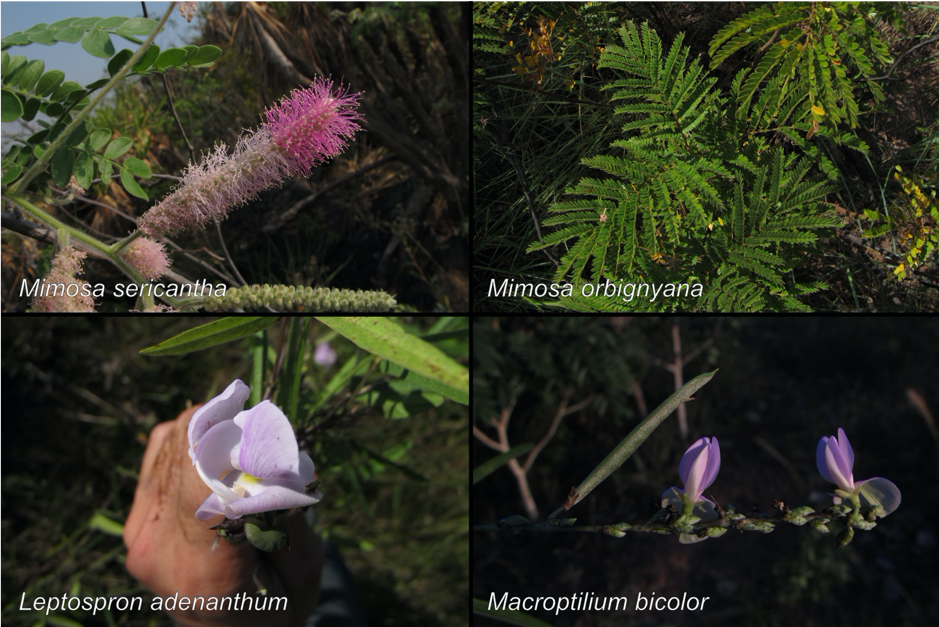 Mimosa sericantha
Mimosa orbignyana
Leptospron adenanthum
Macroptilium bicolor